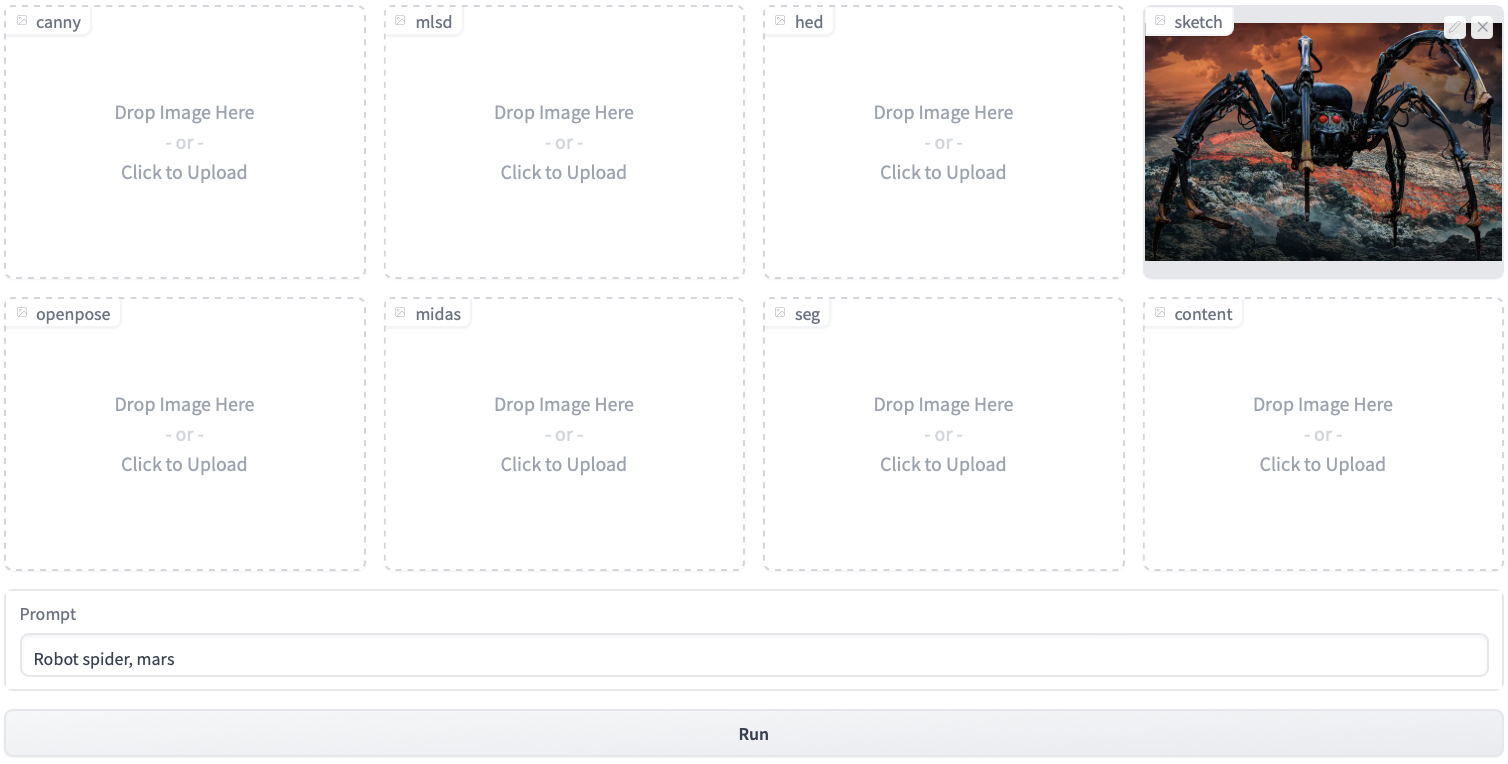 canny
mlsd
hed
sketch
Drop Image Here
- or -
Click to Upload
Drop Image Here
- or -
Click to Upload
Drop Image Here
- or -
Click to Upload
openpose
midas
seg
content
Drop Image Here
- or -
Click to Upload
Drop Image Here
- or -
Click to Upload
Drop Image Here
- or -
Click to Upload
Drop Image Here
- or -
Click to Upload
Prompt
Robot spider, mars
Run